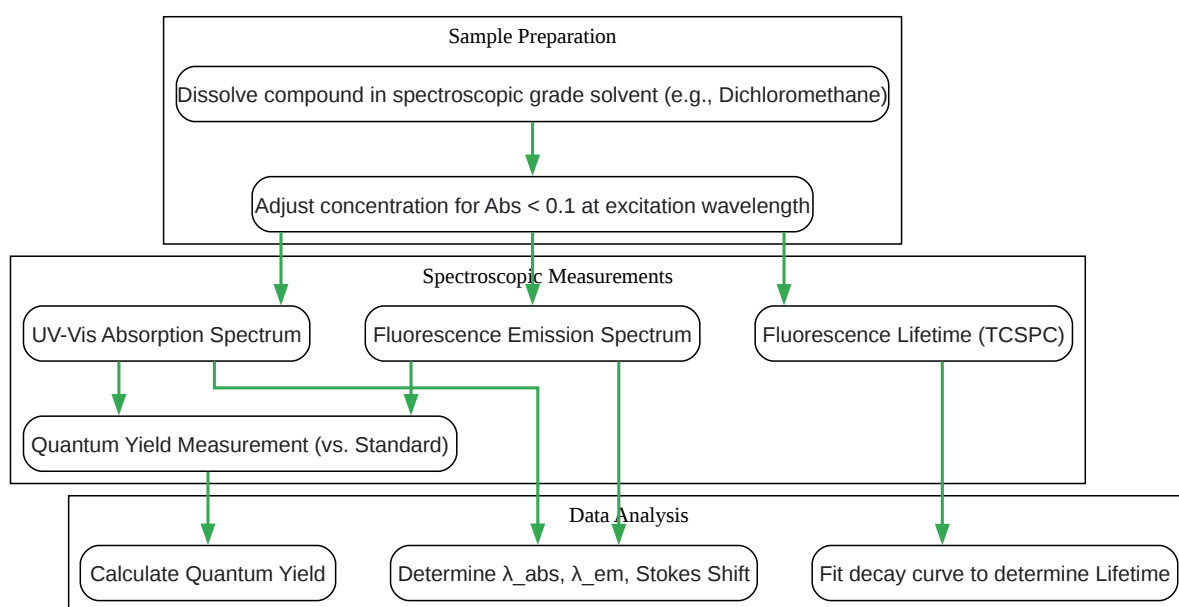 Sample Preparation
Dissolve compound in spectroscopic grade solvent (e.g., Dichloromethane)
Adjust concentration for Abs < 0.1 at excitation wavelength
Spectroscopic Measurements
UV-Vis Absorption Spectrum
Fluorescence Emission Spectrum
Fluorescence Lifetime (TCSPC)
Quantum Yield Measurement (vs. Standard)
Data Analysis
Calculate Quantum Yield
Determine λ_abs, λ_em, Stokes Shift
Fit decay curve to determine Lifetime